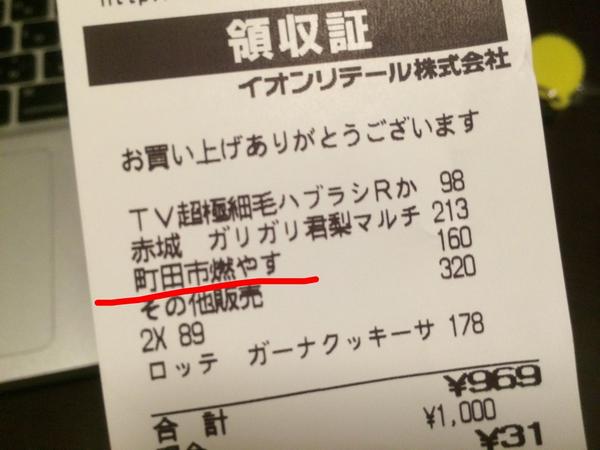 領収証
イオンリテール株式会社
お買い上げありがとうございます
TV超極細毛ハブラシRか 98
赤城 ガリガリ君梨マルチ 213
町田市燃やす 160
その他販売 320
2X 89
ロッテ ガーナクッキーサ 178
合計 ¥969
¥1,000
¥31